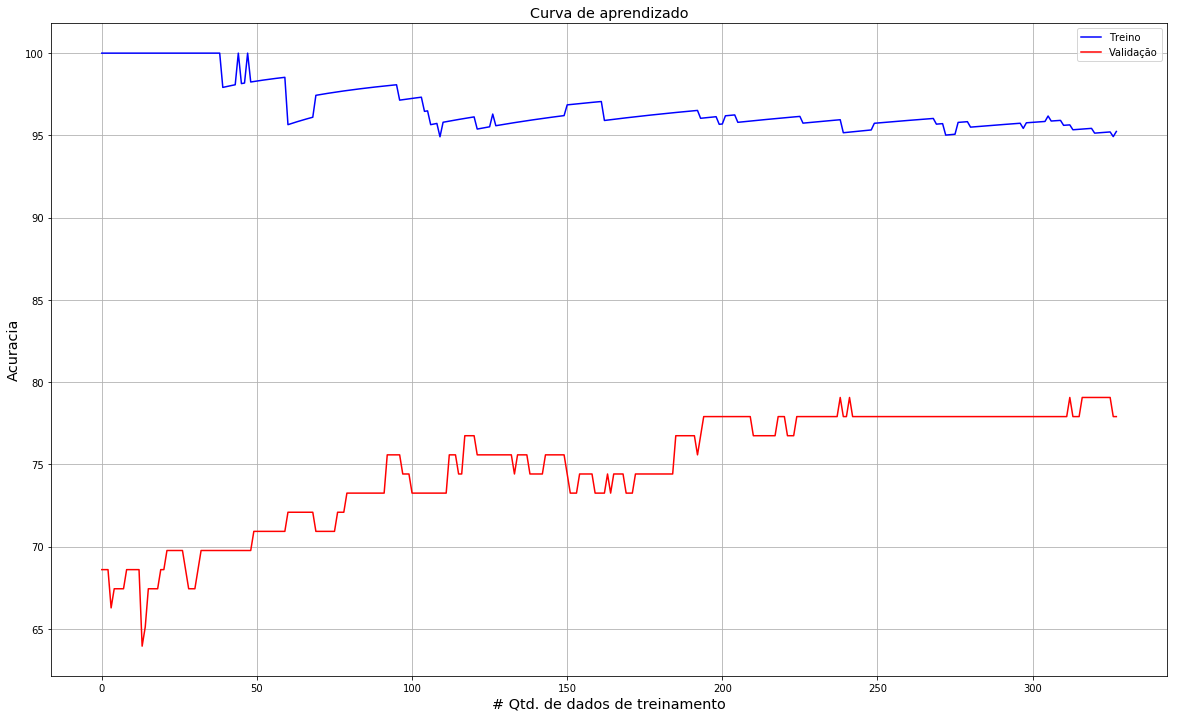 Curva de aprendizado
Treino
Validação
Acuracia
100
95
90
85
80
75
70
65
0 50 100 150 200 250 300
# Qtd. de dados de treinamento